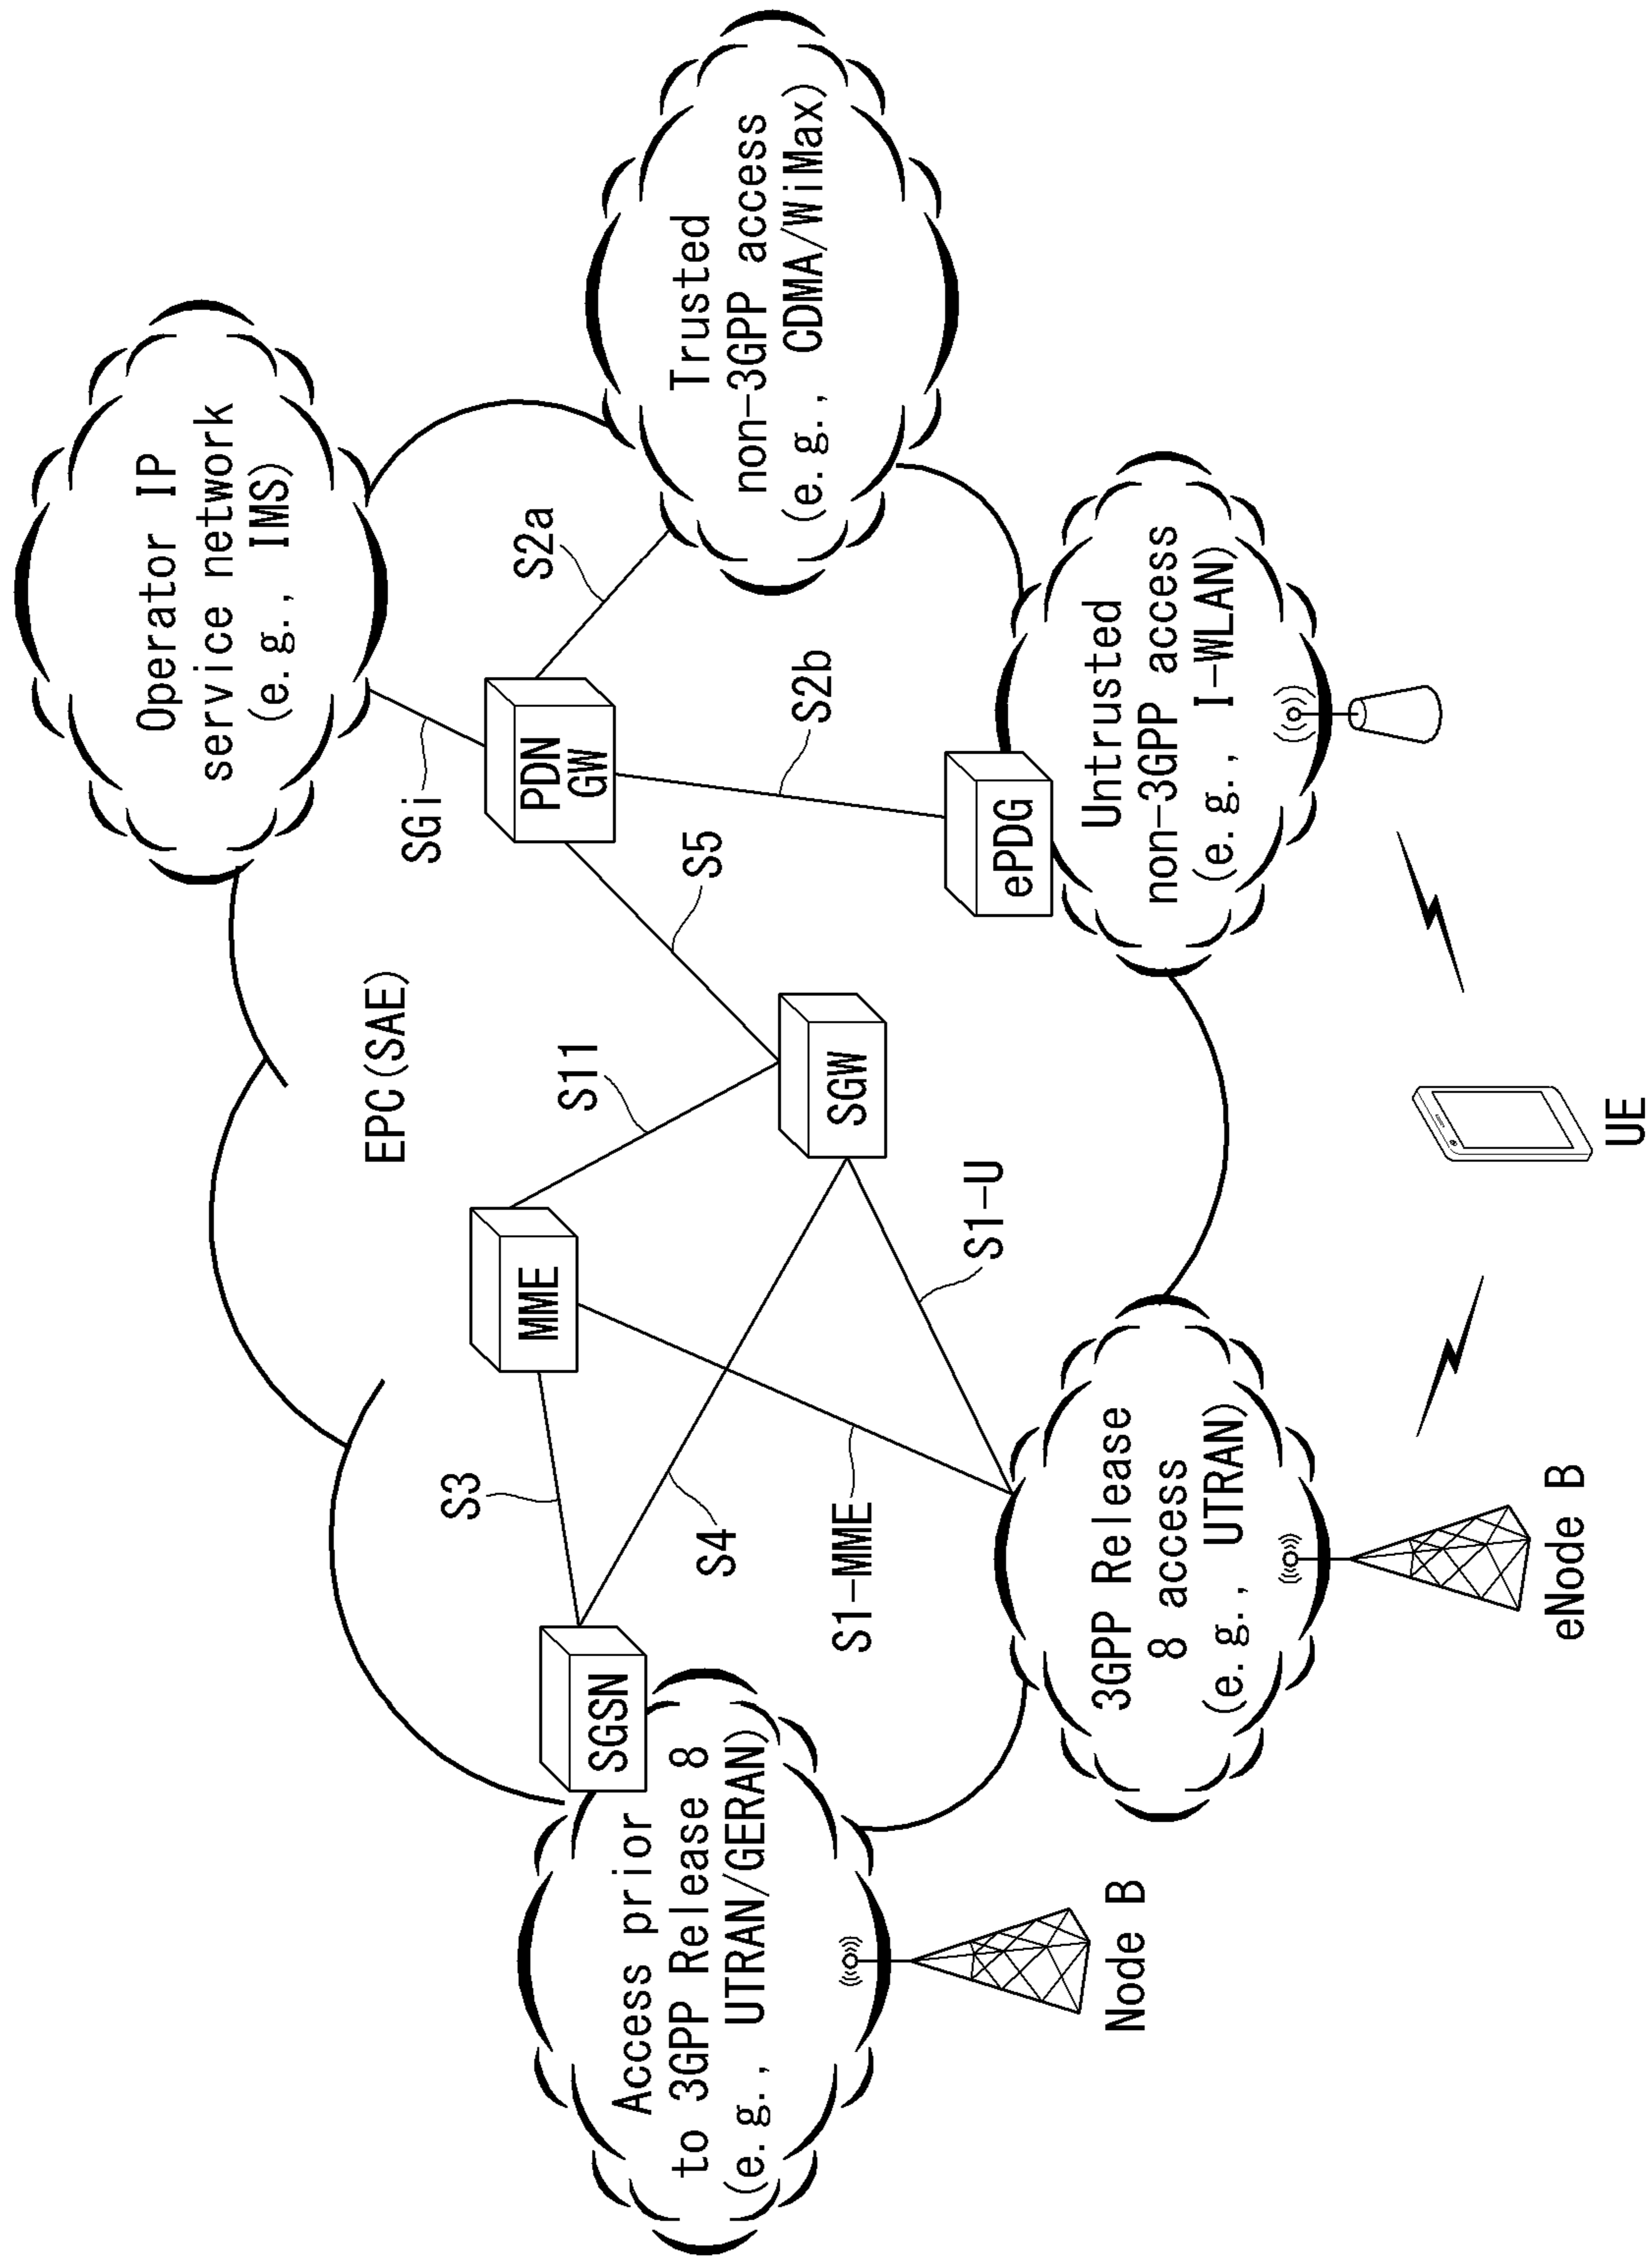 Operator IP
service network
(e.g., IMS)
SGi
EPC(SAE)
S2a
PDN
GW
S11
S5
S3
MME
S2b
Trusted
non-3GPP access
(e.g., CDMA/WiMax)
SGSN
S4
SGW
Access prior
to 3GPP Release 8
(e.g., UTRAN/GERAN)
S1-MME
S1-U
ePDG
Node B
3GPP Release
8 access
(e.g., UTRAN)
Untrusted
non-3GPP access
(e.g., I-WLAN)
eNode B
UE